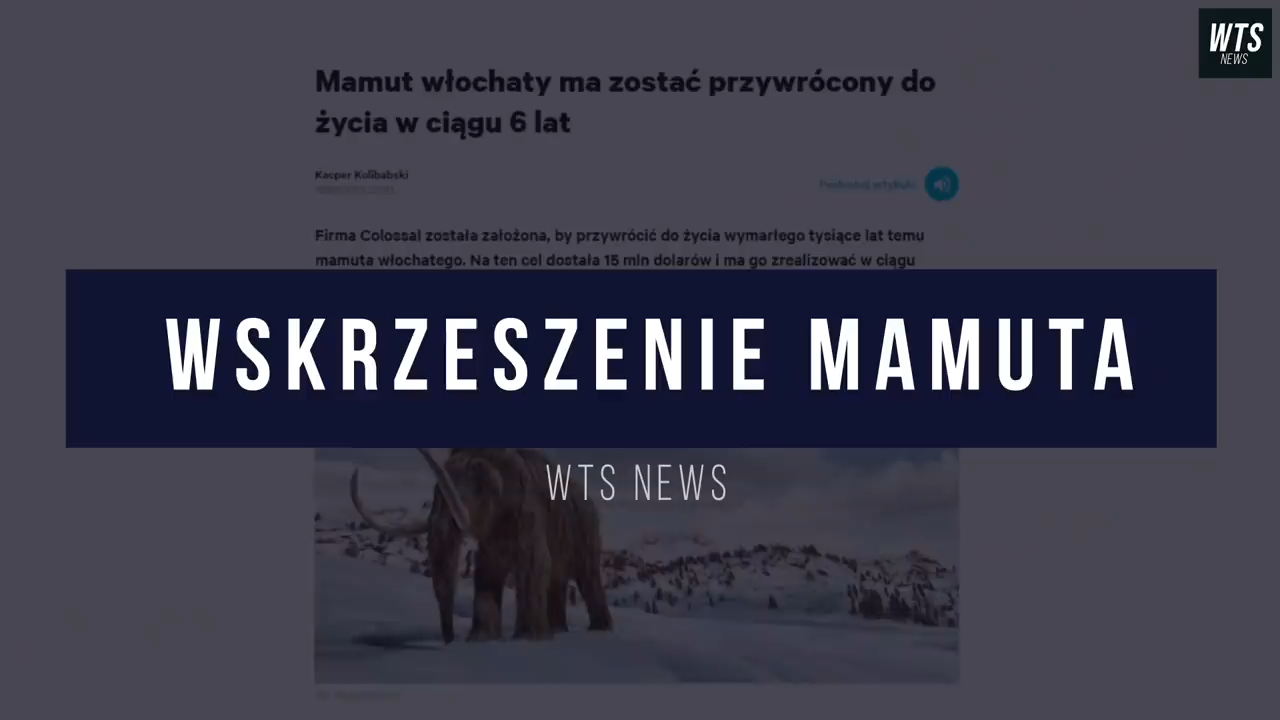 WTS
NEWS
Mamut włochaty ma zostać przywrócony do
życia w ciągu 6 lat
Kacper Kolibabski
Posłuchaj artykułu
Firma Colossal została założona, by przywrócić do życia wymarłego tysiące lat temu
mamuta włochatego. Na ten cel dostała 15 mln dolarów i ma go zrealizować w ciągu
WSKRZESZENIE MAMUTA
WTS NEWS